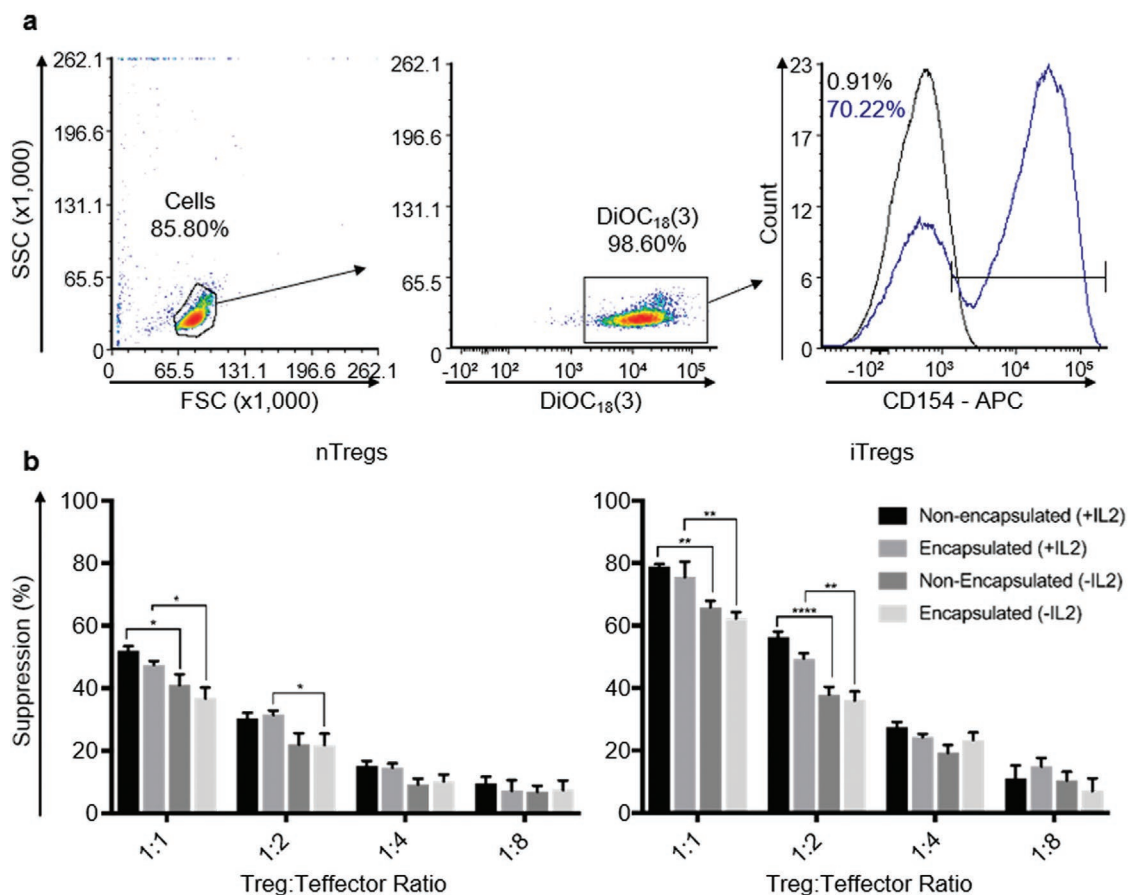 a
262.1
196.6
131.1
65.5
0
SSC (x1,000)
Cells
85.80%
0 65.5 131.1 196.6 262.1
FSC (x1,000)
262.1
196.6
131.1
65.5
0
DiOC₁₈(3)
98.60%
-10² 10² 10³ 10⁴ 10⁵
DiOC₁₈(3)
23
17
12
6
0
Count
0.91%
70.22%
-10² 10³ 10⁴ 10⁵
CD154 - APC
b
nTregs
100
80
60
40
20
0
Suppression (%)
*
*
*
1:1 1:2 1:4 1:8
Treg:Teffector Ratio
iTregs
100
80
60
40
20
0
**
**
**
****
Non-encapsulated (+IL2)
Encapsulated (+IL2)
Non-Encapsulated (-IL2)
Encapsulated (-IL2)
1:1 1:2 1:4 1:8
Treg:Teffector Ratio